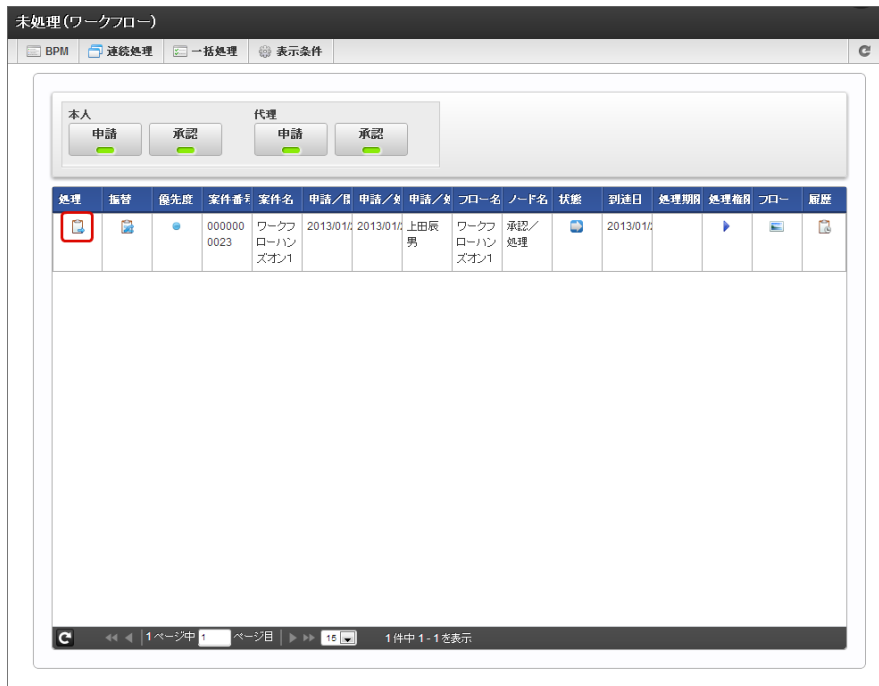 未処理(ワークフロー)
BPM 連続処理 一括処理 表示条件
本人 代理
申請 承認 申請 承認
処理 振替 優先度 案件番号 案件名 申請／ 申請／ 申請／ フロー名 ノード名 状態 到達日 処理期限 処理権限 フロー 履歴
000000 ワークフ 2013/01/ 2013/01/ 上田辰 ワークフ 承認／ 2013/01/
0023 ローハン 男 ローハン 処理
ズオン1 ズオン1
1 ページ中 1 ページ目 15 1 件中 1 - 1 を表示